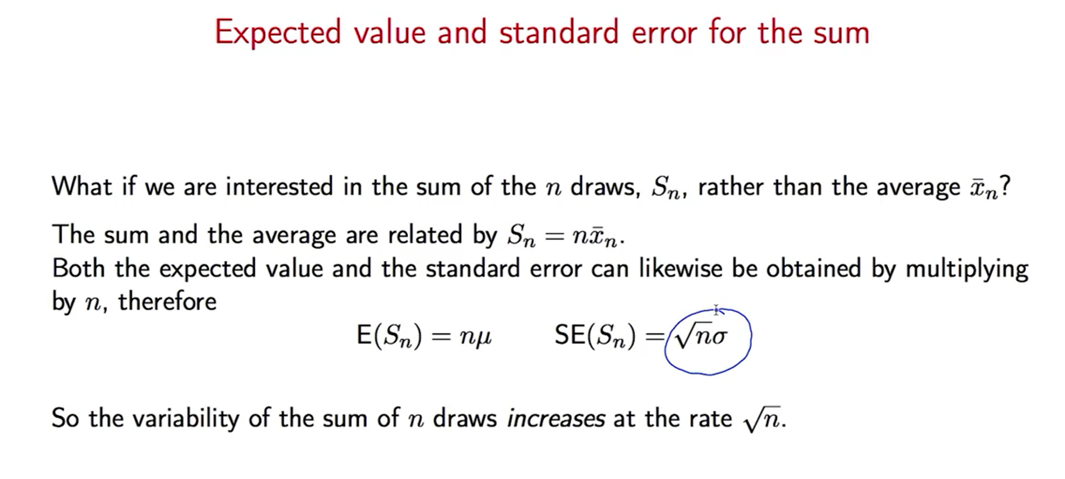 Expected value and standard error for the sum
What if we are interested in the sum of the n draws, Sₙ, rather than the average x̄ₙ?
The sum and the average are related by Sₙ = nx̄ₙ.
Both the expected value and the standard error can likewise be obtained by multiplying
by n, therefore
E(Sₙ) = nμ SE(Sₙ) = √nσ
So the variability of the sum of n draws increases at the rate √n.